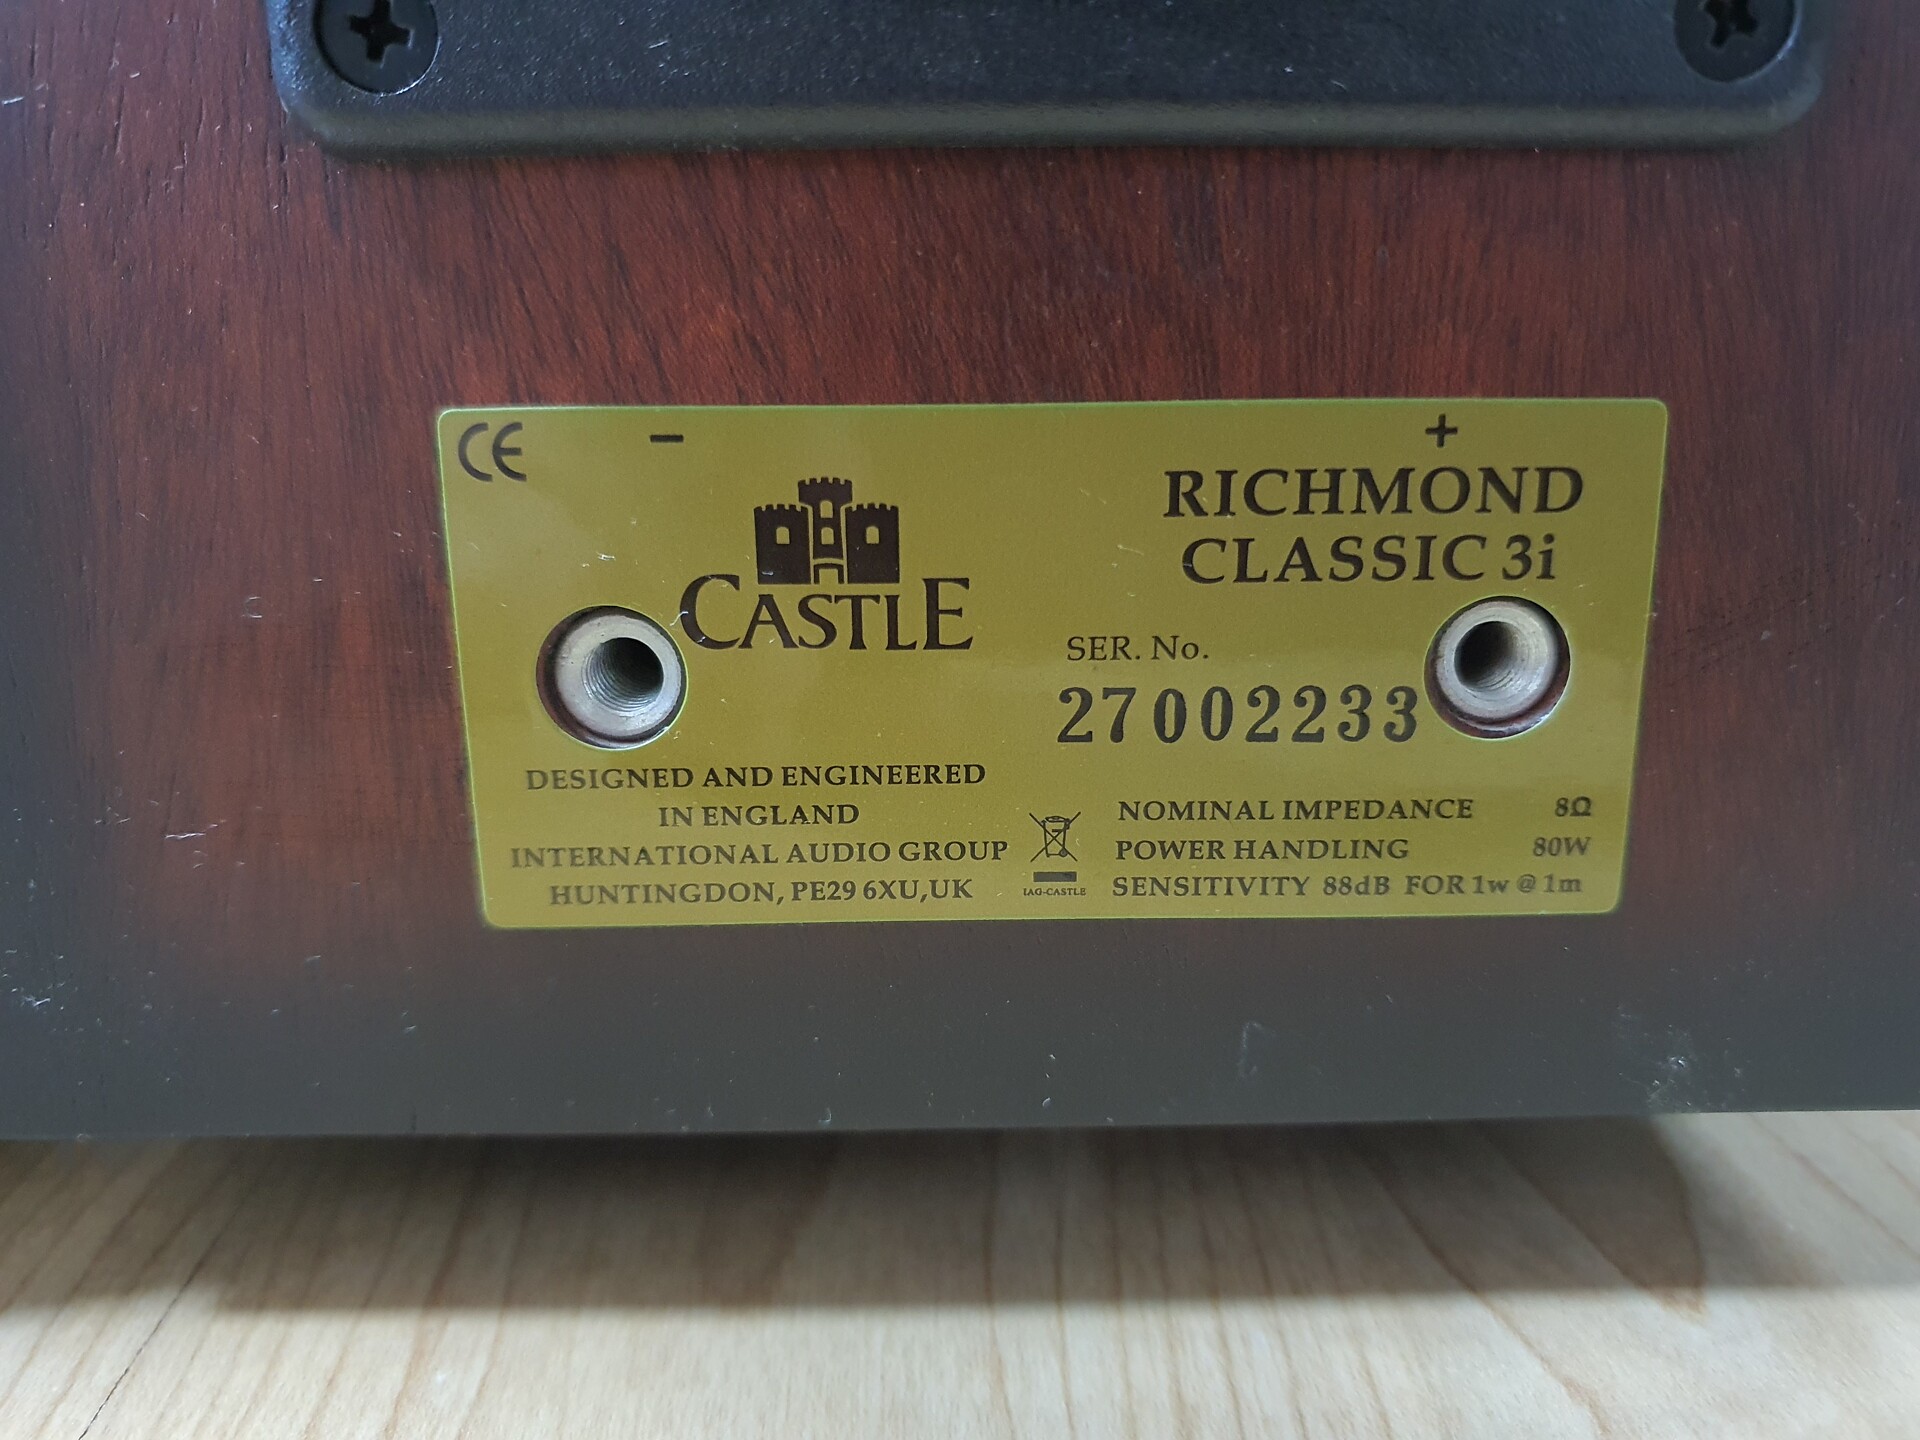 CE
− +
CASTLE
RICHMOND
CLASSIC 3i
SER. No.
27002233
DESIGNED AND ENGINEERED
IN ENGLAND
INTERNATIONAL AUDIO GROUP
HUNTINGDON, PE29 6XU,UK
IAG-CASTLE
NOMINAL IMPEDANCE 8Ω
POWER HANDLING 80W
SENSITIVITY 88dB FOR 1w @ 1m